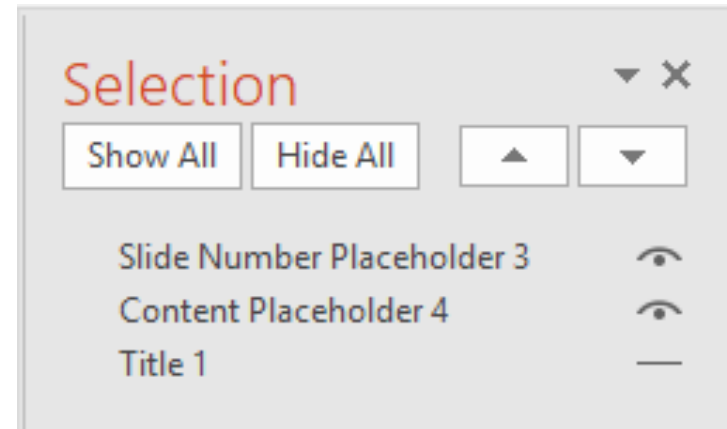 Selection
Show All Hide All
Slide Number Placeholder 3
Content Placeholder 4
Title 1